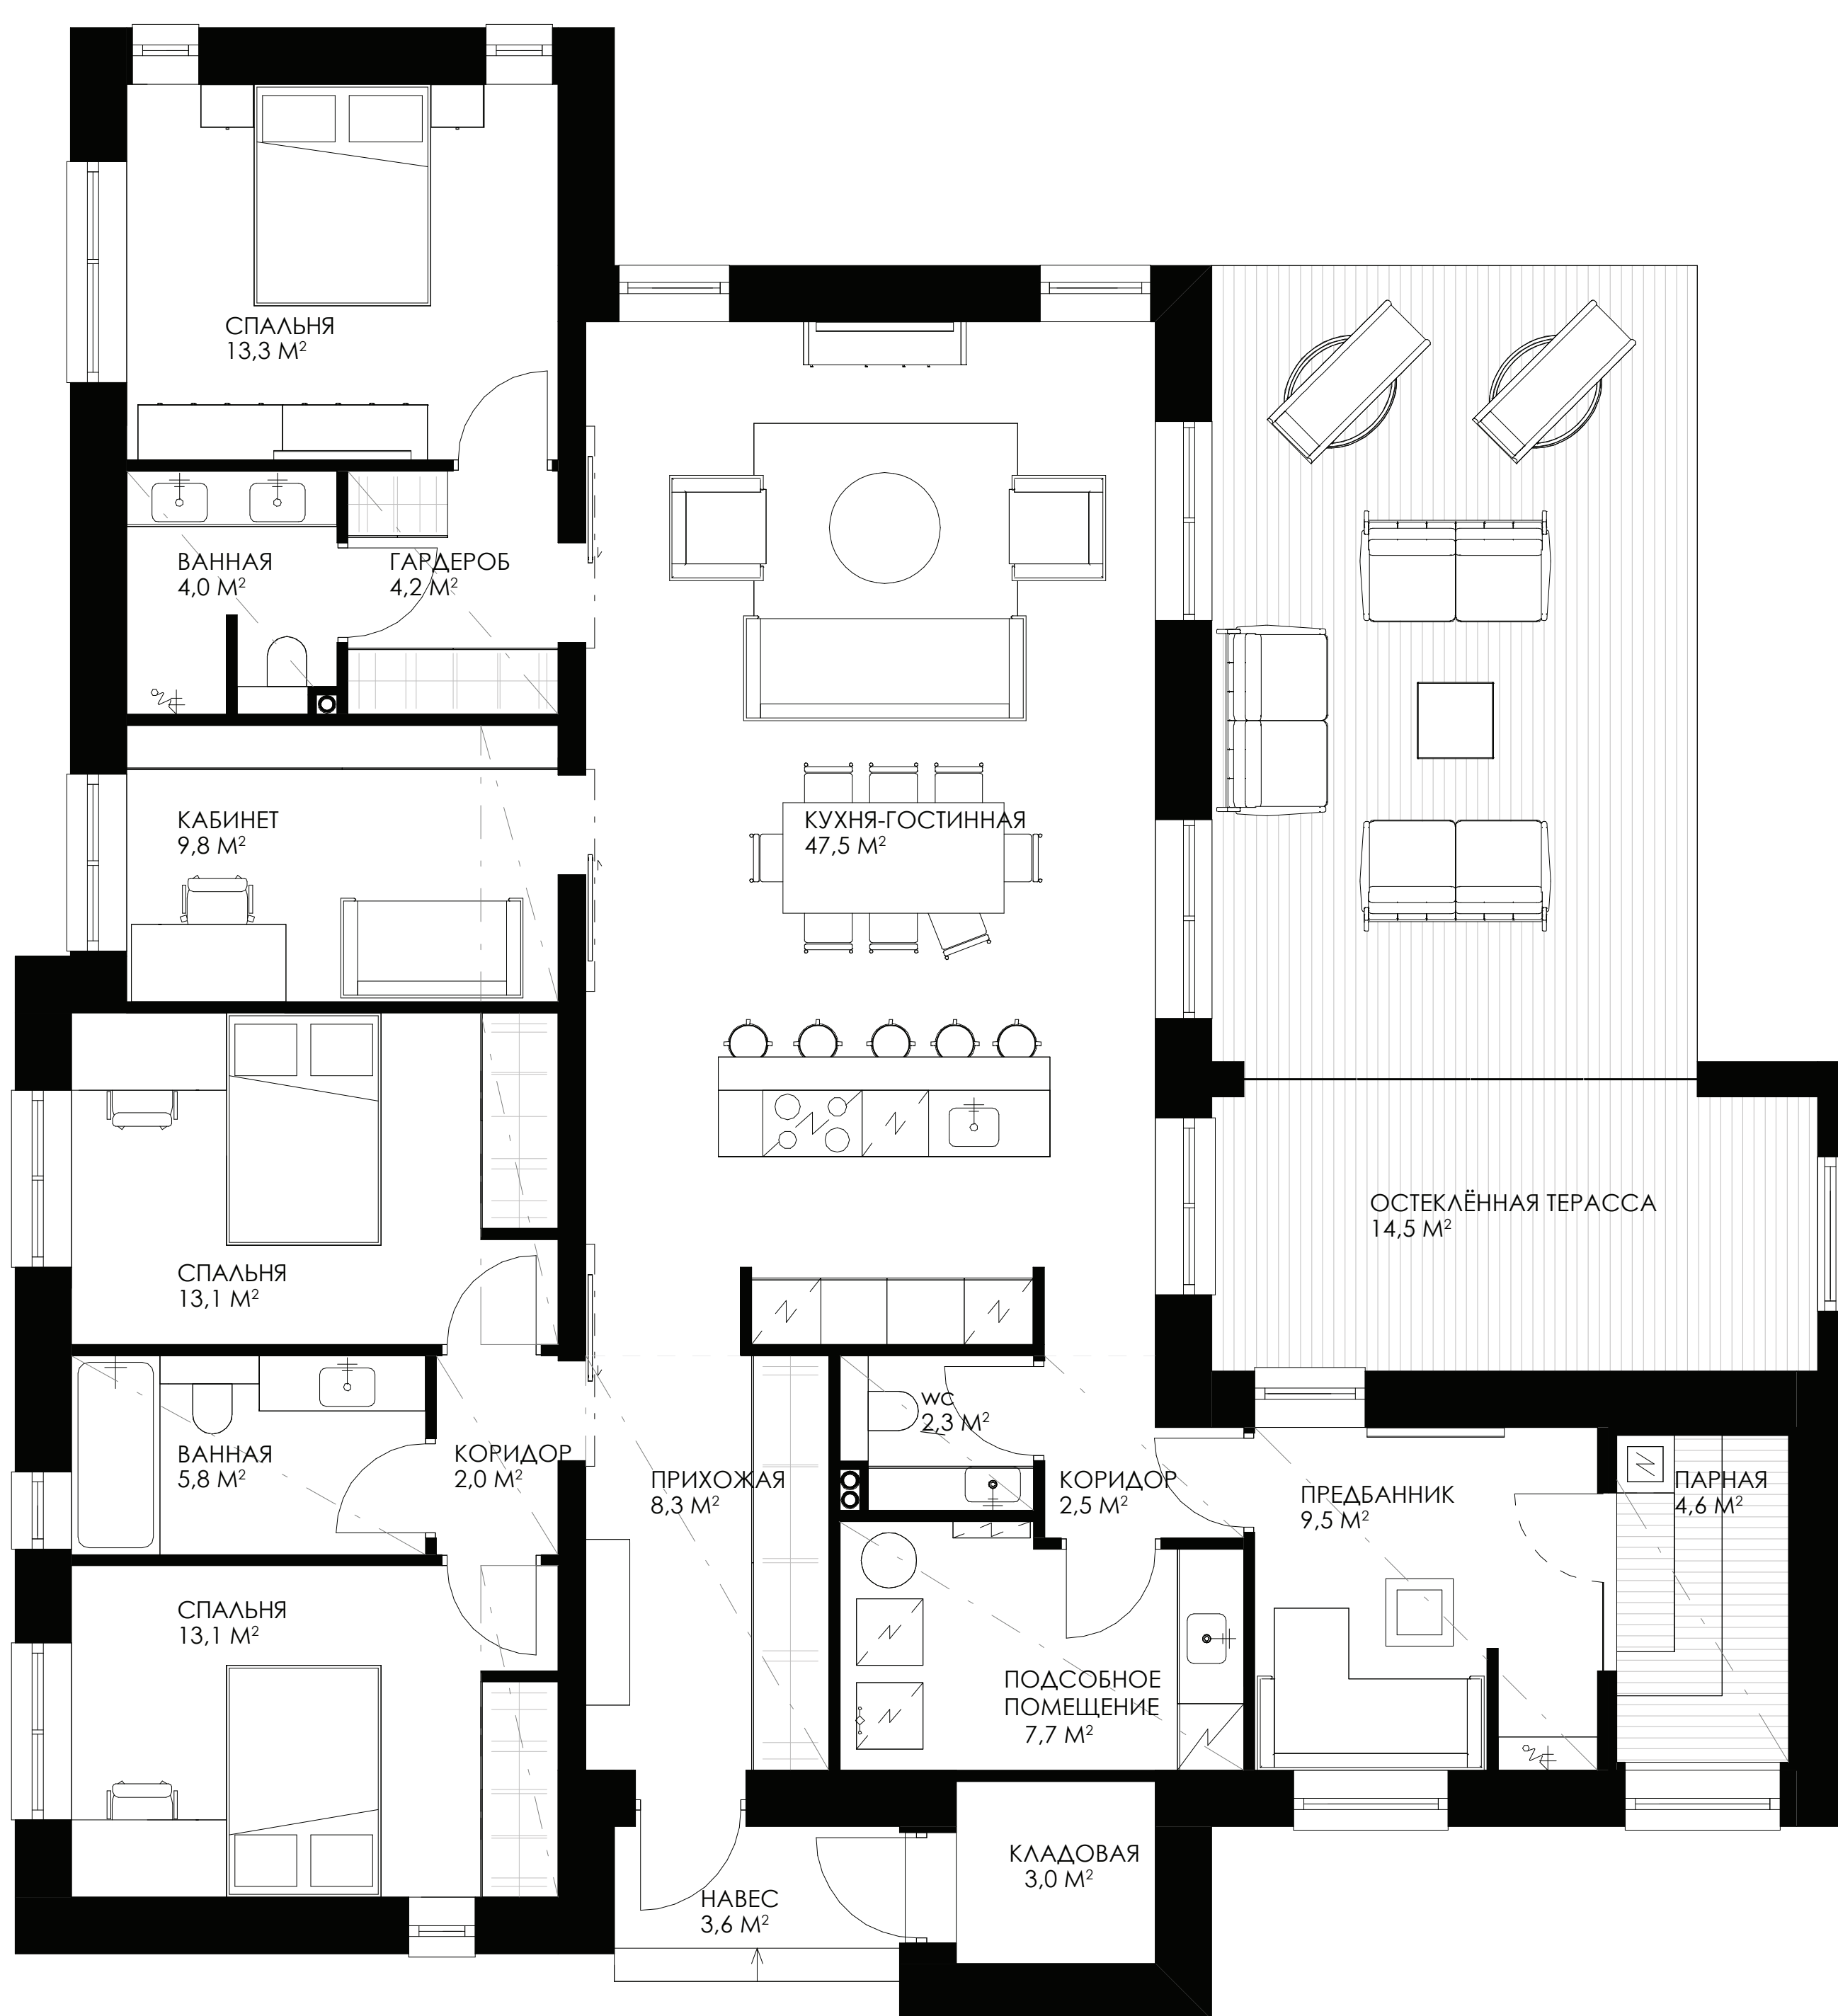 СПАЛЬНЯ
13,3 М²
ВАННАЯ
4,0 М²
ГАРДЕРОБ
4,2 М²
КАБИНЕТ
9,8 М²
КУХНЯ-ГОСТИННАЯ
47,5 М²
ОСТЕКЛЁННАЯ ТЕРАССА
14,5 М²
СПАЛЬНЯ
13,1 М²
wc
2,3 М²
ВАННАЯ
5,8 М²
КОРИДОР
2,0 М²
ПРИХОЖАЯ
8,3 М²
КОРИДОР
2,5 М²
ПРЕДБАННИК
9,5 М²
ПАРНАЯ
4,6 М²
СПАЛЬНЯ
13,1 М²
ПОДСОБНОЕ
ПОМЕЩЕНИЕ
7,7 М²
КЛАДОВАЯ
3,0 М²
НАВЕС
3,6 М²